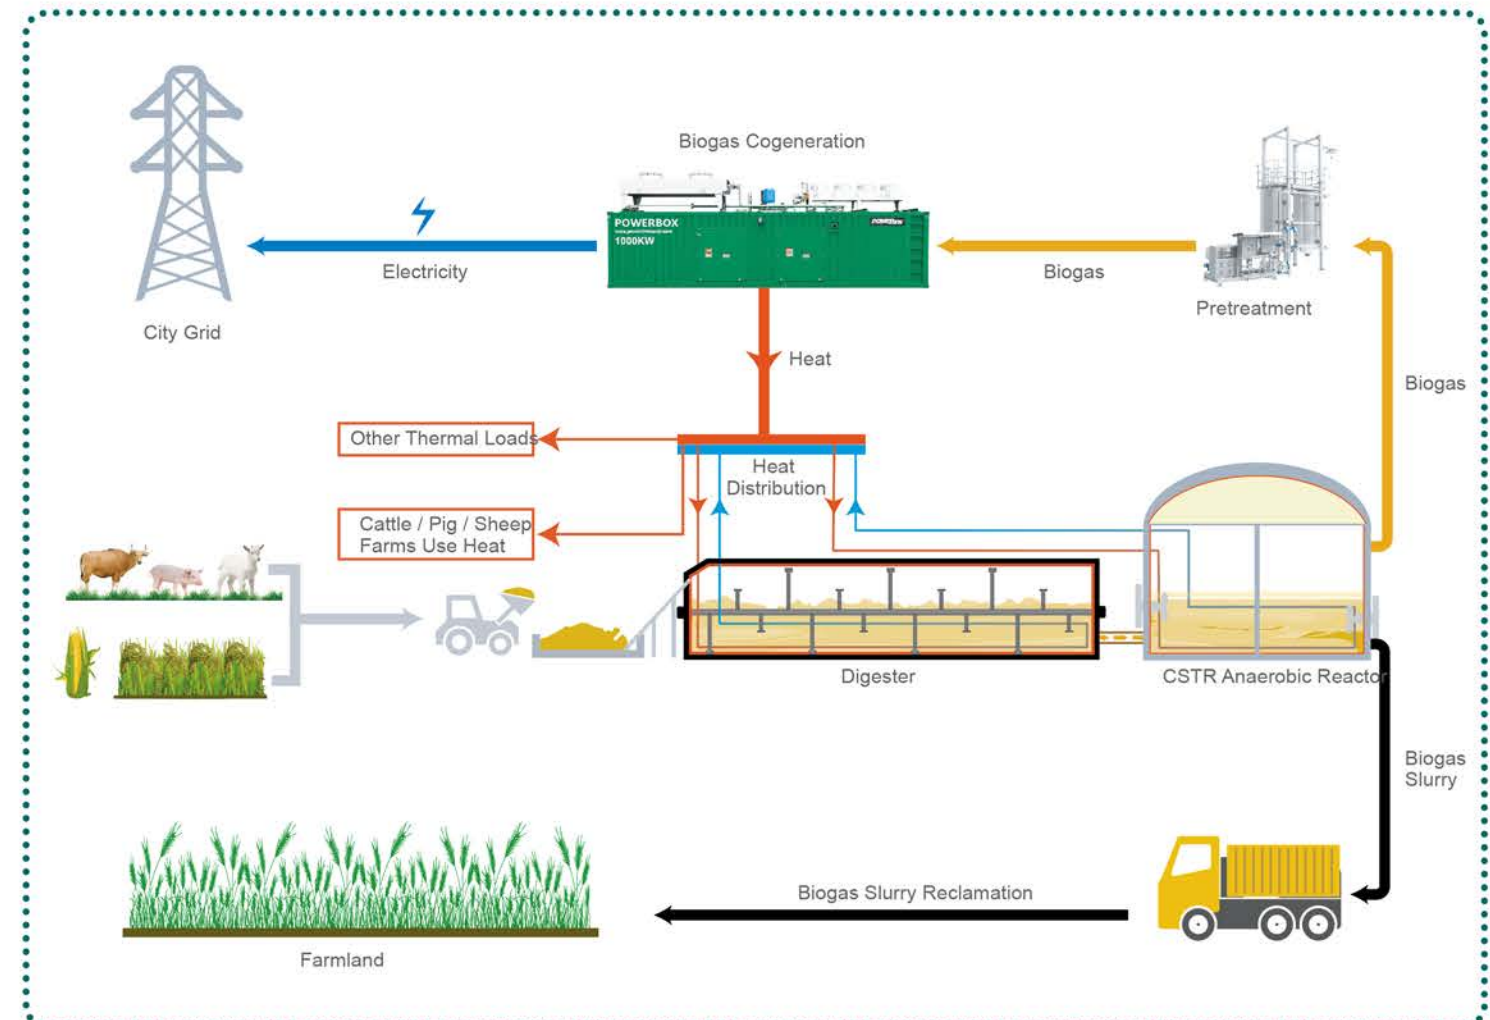 Biogas Cogeneration
POWERBOX
1000KW
Electricity
Biogas
City Grid
Pretreatment
Heat
Biogas
Other Thermal Loads
Heat
Distribution
Cattle / Pig / Sheep
Farms Use Heat
Digester
CSTR Anaerobic Reactor
Biogas
Slurry
Biogas Slurry Reclamation
Farmland